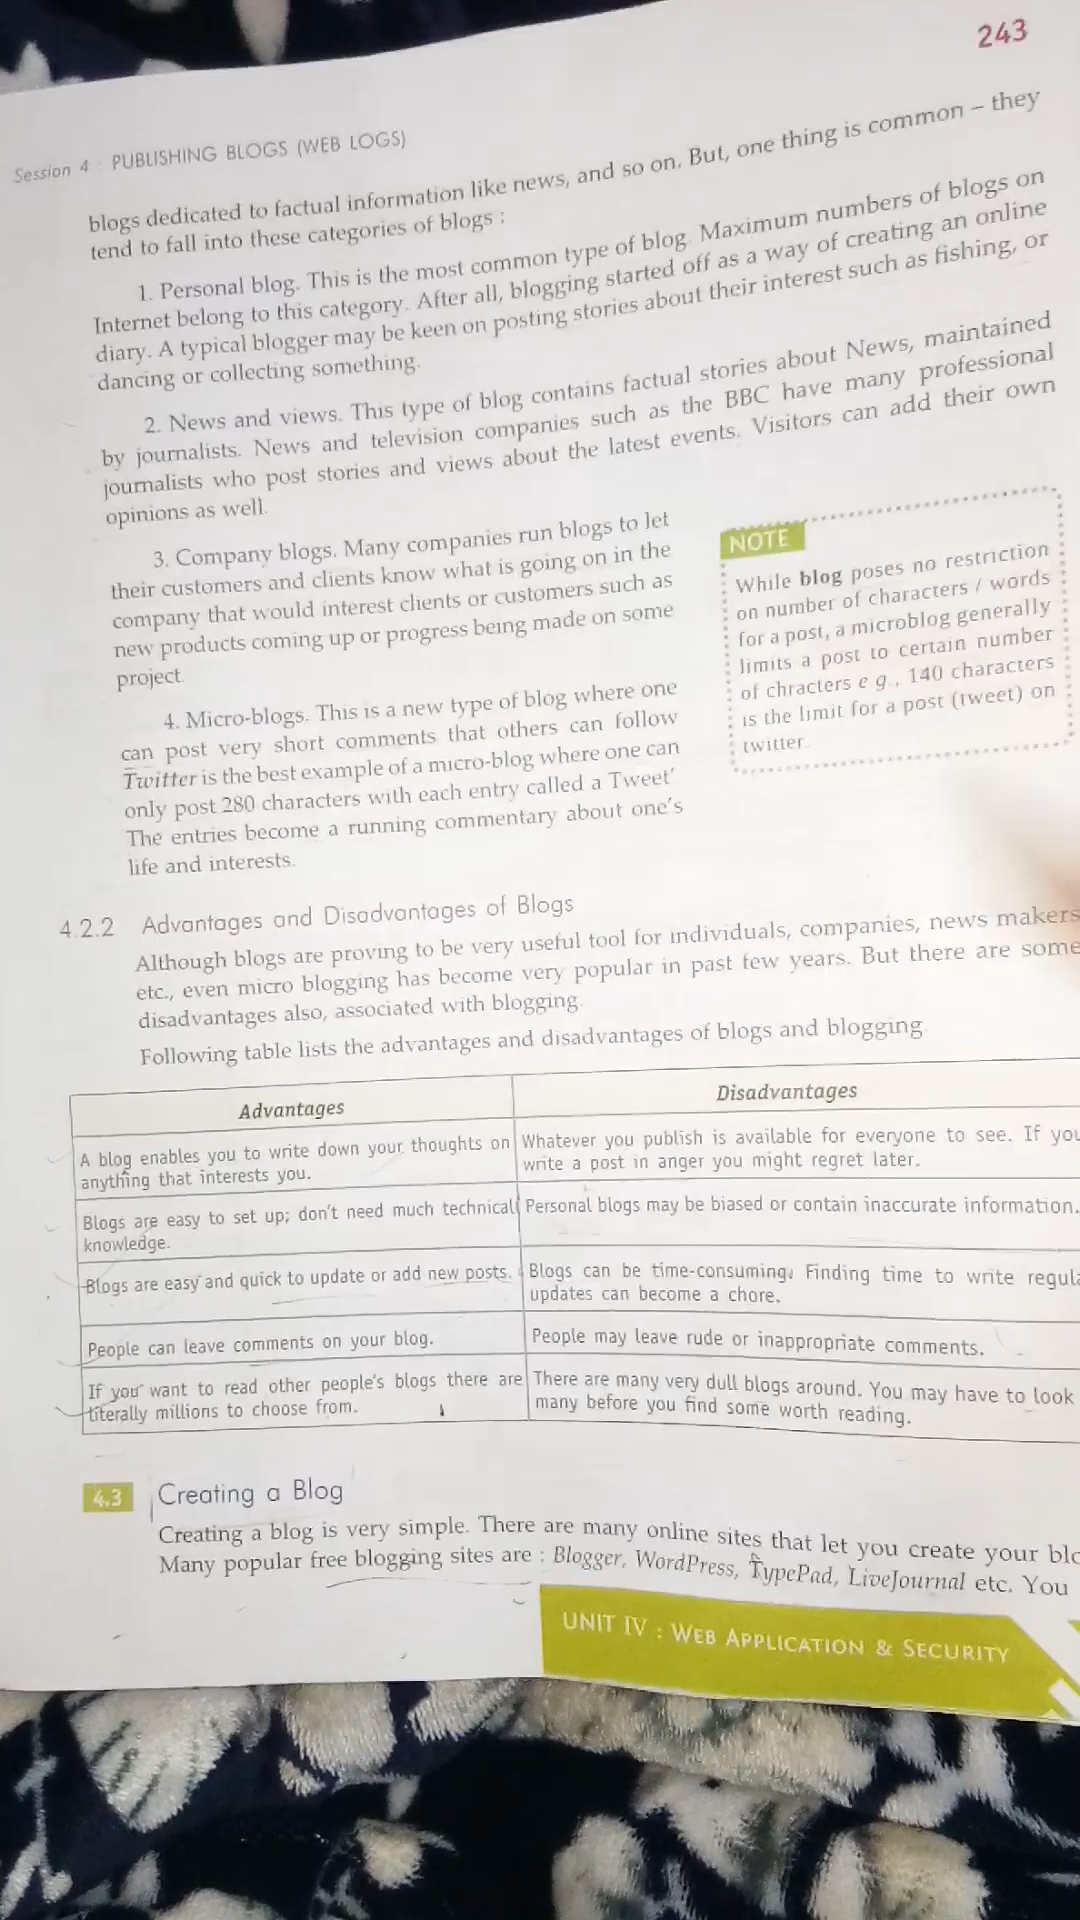 243
Session 4 : PUBLISHING BLOGS (WEB LOGS)
blogs dedicated to factual information like news, and so on. But, one thing is common – they
tend to fall into these categories of blogs :
1. Personal blog. This is the most common type of blog. Maximum numbers of blogs on
Internet belong to this category. After all, blogging started off as a way of creating an online
diary. A typical blogger may be keen on posting stories about their interest such as fishing, or
dancing or collecting something.
2. News and views. This type of blog contains factual stories about News, maintained
by journalists. News and television companies such as the BBC have many professional
journalists who post stories and views about the latest events. Visitors can add their own
opinions as well.
3. Company blogs. Many companies run blogs to let
their customers and clients know what is going on in the
company that would interest clients or customers such as
new products coming up or progress being made on some
project.
4. Micro-blogs. This is a new type of blog where one
can post very short comments that others can follow
Twitter is the best example of a micro-blog where one can
only post 280 characters with each entry called a Tweet'
The entries become a running commentary about one's
life and interests.
NOTE
While blog poses no restriction
on number of characters / words
for a post, a microblog generally
limits a post to certain number
of chracters e.g., 140 characters
is the limit for a post (tweet) on
twitter.
4.2.2 Advantages and Disadvantages of Blogs
Although blogs are proving to be very useful tool for individuals, companies, news makers
etc., even micro blogging has become very popular in past few years. But there are some
disadvantages also, associated with blogging.
Following table lists the advantages and disadvantages of blogs and blogging.
Advantages
Disadvantages
A blog enables you to write down your thoughts on
anything that interests you.
Whatever you publish is available for everyone to see. If you
write a post in anger you might regret later.
Blogs are easy to set up; don't need much technical
knowledge.
Personal blogs may be biased or contain inaccurate information.
Blogs are easy and quick to update or add new posts.
Blogs can be time-consuming. Finding time to write regula
updates can become a chore.
People can leave comments on your blog.
People may leave rude or inappropriate comments.
If you want to read other people's blogs there are
literally millions to choose from.
There are many very dull blogs around. You may have to look
many before you find some worth reading.
4.3 Creating a Blog
Creating a blog is very simple. There are many online sites that let you create your blo
Many popular free blogging sites are : Blogger, WordPress, TypePad, LiveJournal etc. You
UNIT IV : WEB APPLICATION & SECURITY